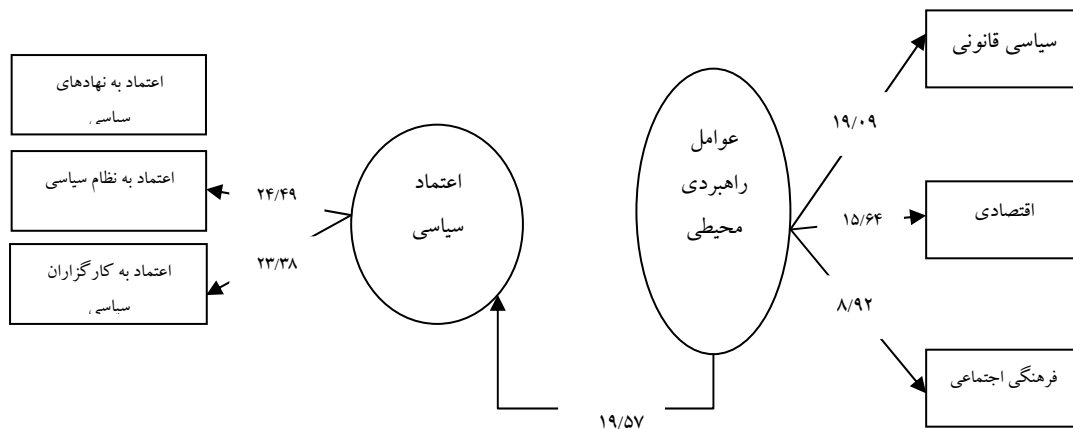 سیاسی قانونی
۱۹/۰۹
عوامل
راهبردی
محیطی
اقتصادی
۱۵/۶۴
۸/۹۲
فرهنگی اجتماعی
۱۹/۵۷
اعتماد
سیاسی
اعتماد به نهادهای
سیاسی
اعتماد به نظام سیاسی
۲۴/۴۹
اعتماد به کارگزاران
سیاسی
۲۳/۳۸